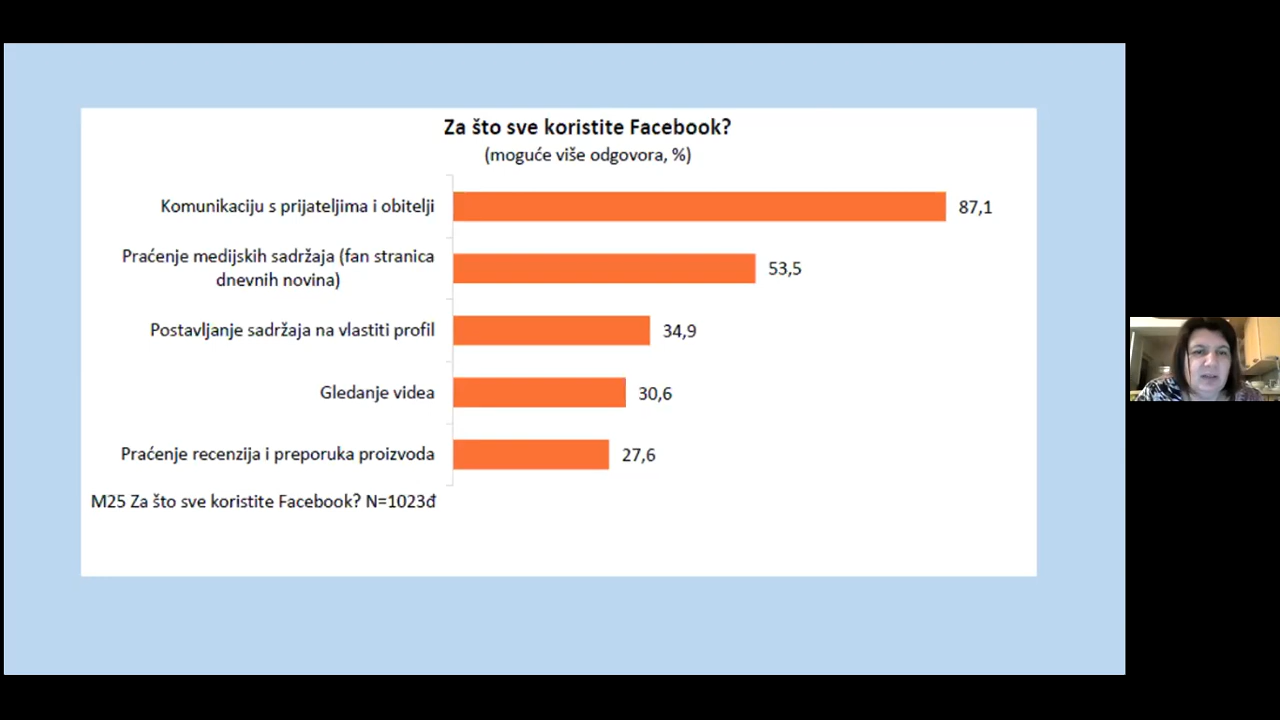 Za što sve koristite Facebook?
(moguće više odgovora, %)
Komunikaciju s prijateljima i obitelji
87,1
Praćenje medijskih sadržaja (fan stranica
dnevnih novina)
53,5
Postavljanje sadržaja na vlastiti profil
34,9
Gledanje videa
30,6
Praćenje recenzija i preporuka proizvoda
27,6
M25 Za što sve koristite Facebook? N=1023đ